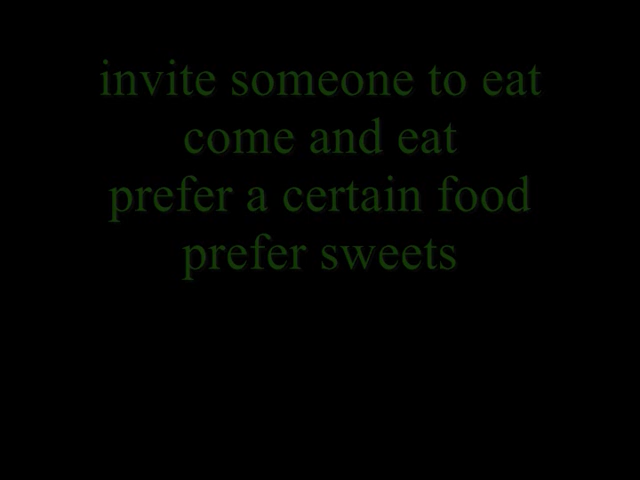 invite someone to eat
come and eat
prefer a certain food
prefer sweets